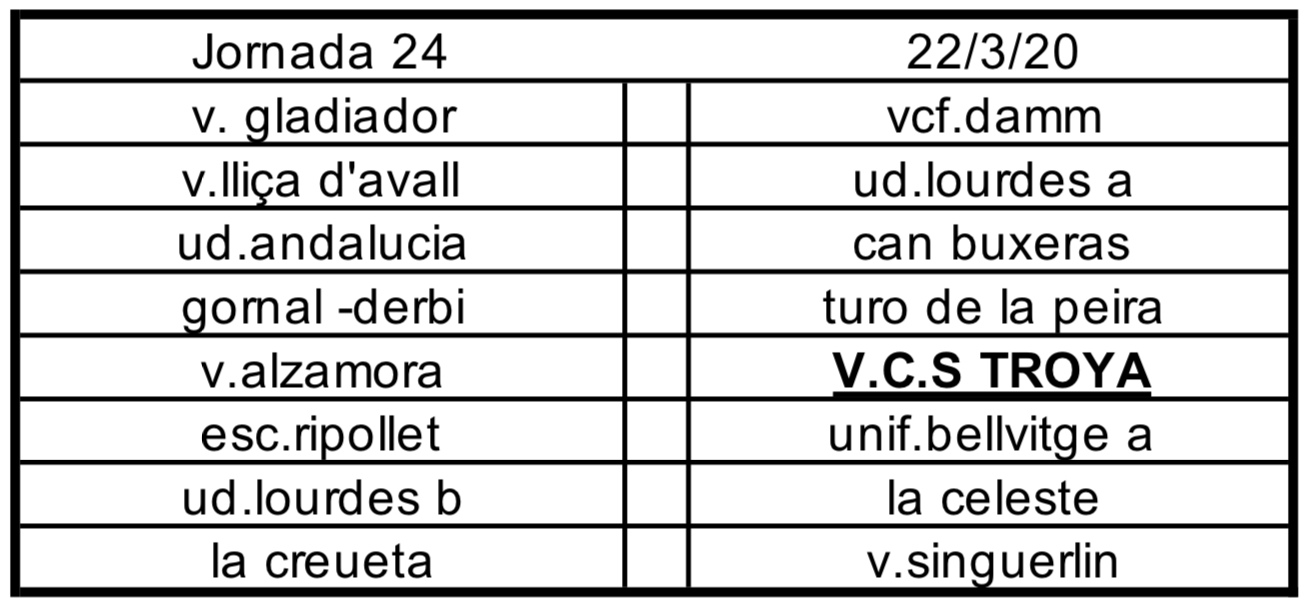 Jornada 24 22/3/20
v. gladiador vcf.damm
v.lliça d'avall ud.lourdes a
ud.andalucia can buxeras
gornal -derbi turo de la peira
v.alzamora V.C.S TROYA
esc.ripollet unif.bellvitge a
ud.lourdes b la celeste
la creueta v.singuerlin